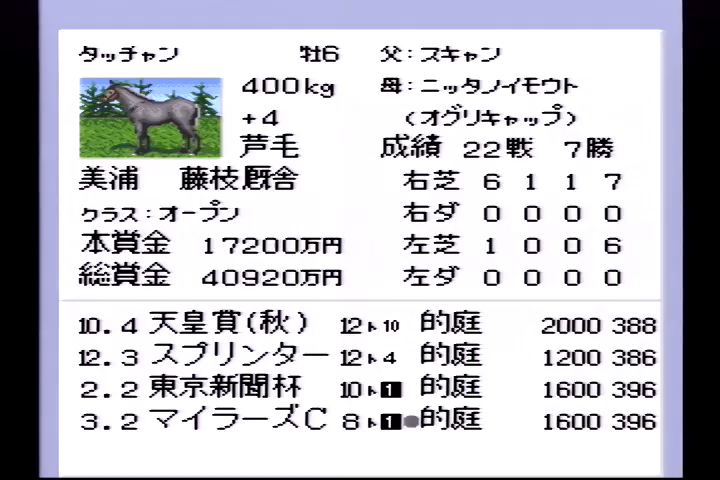 タッチャン 牡6 父:スキャン
400kg 母:ニッタノイモウト
+4 (オグリキャップ)
芦毛 成績 22戦 7勝
美浦 藤枝厩舎 右芝 6 1 1 7
クラス:オープン 右ダ 0 0 0 0
本賞金 17200万円 左芝 1 0 0 6
総賞金 40920万円 左ダ 0 0 0 0
10.4 天皇賞(秋) 12ト10 的庭 2000 388
12.3 スプリンター 12ト4 的庭 1200 386
2.2 東京新聞杯 10ト1 的庭 1600 396
3.2 マイラーズC 8ト1 ●的庭 1600 396